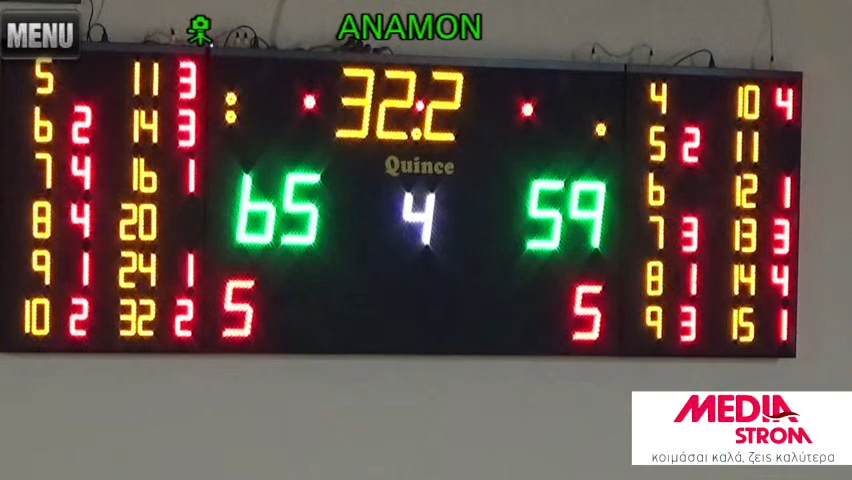 MENU
ANAMON
5 11 3
6 2 14 3
7 4 16 1
8 4 20
9 1 24 1
10 2 32 2
32:2
Quince
65 4 59
5 5
4 10 4
5 2 11
6 12 1
7 3 13 3
8 1 14 4
9 3 15 1
MEDIA
STROM
κοιμάσαι καλά, ζεις καλύτερα